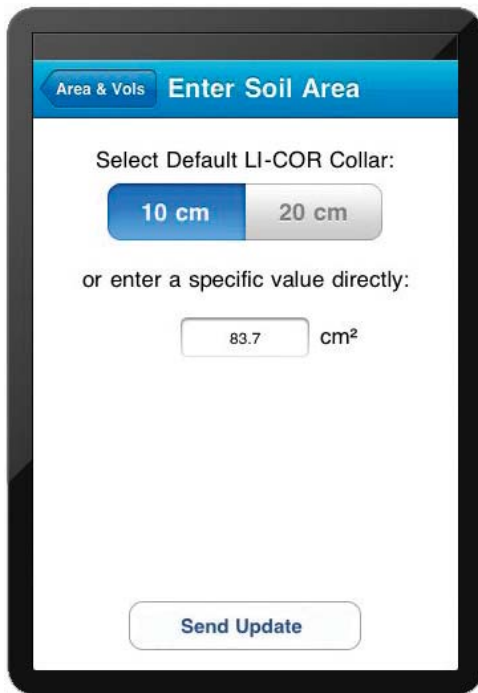 Area & Vols Enter Soil Area
Select Default LI-COR Collar:
10 cm 20 cm
or enter a specific value directly:
83.7 cm²
Send Update